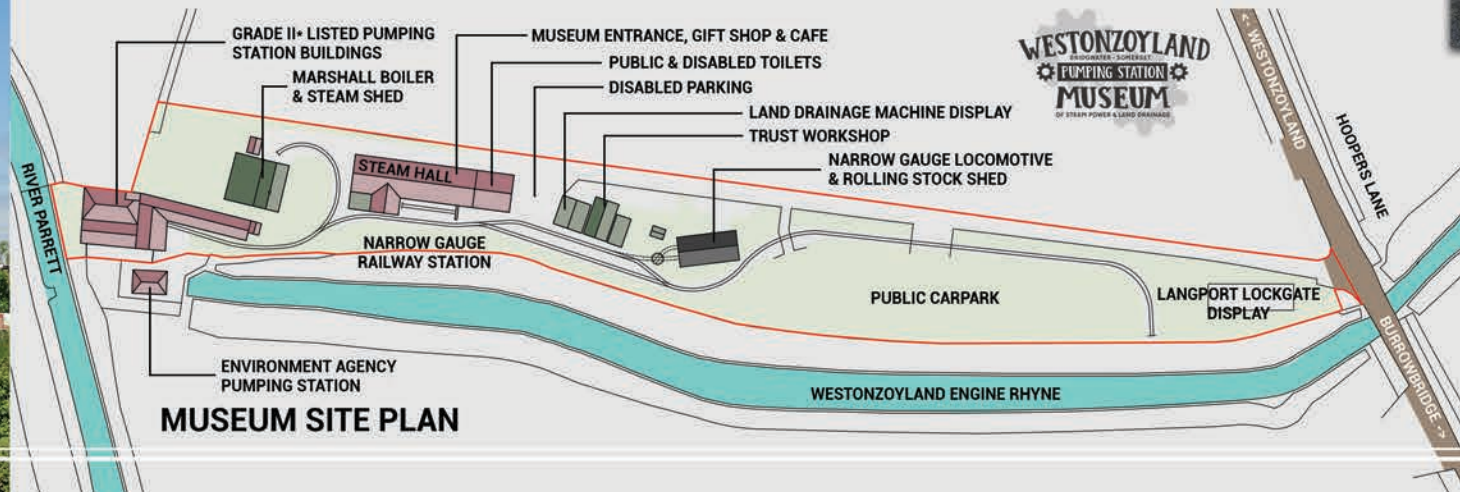 GRADE II* LISTED PUMPING
STATION BUILDINGS
MARSHALL BOILER
& STEAM SHED
MUSEUM ENTRANCE, GIFT SHOP & CAFE
PUBLIC & DISABLED TOILETS
DISABLED PARKING
LAND DRAINAGE MACHINE DISPLAY
TRUST WORKSHOP
NARROW GAUGE LOCOMOTIVE
& ROLLING STOCK SHED
WESTONZOYLAND
BRIDGWATER - SOMERSET
PUMPING STATION
MUSEUM
OF STEAM POWER & LAND DRAINAGE
<- WESTONZOYLAND
HOOPERS LANE
RIVER PARRETT
STEAM HALL
NARROW GAUGE
RAILWAY STATION
PUBLIC CARPARK
LANGPORT LOCKGATE
DISPLAY
BURROWBRIDGE ->
ENVIRONMENT AGENCY
PUMPING STATION
WESTONZOYLAND ENGINE RHYNE
MUSEUM SITE PLAN